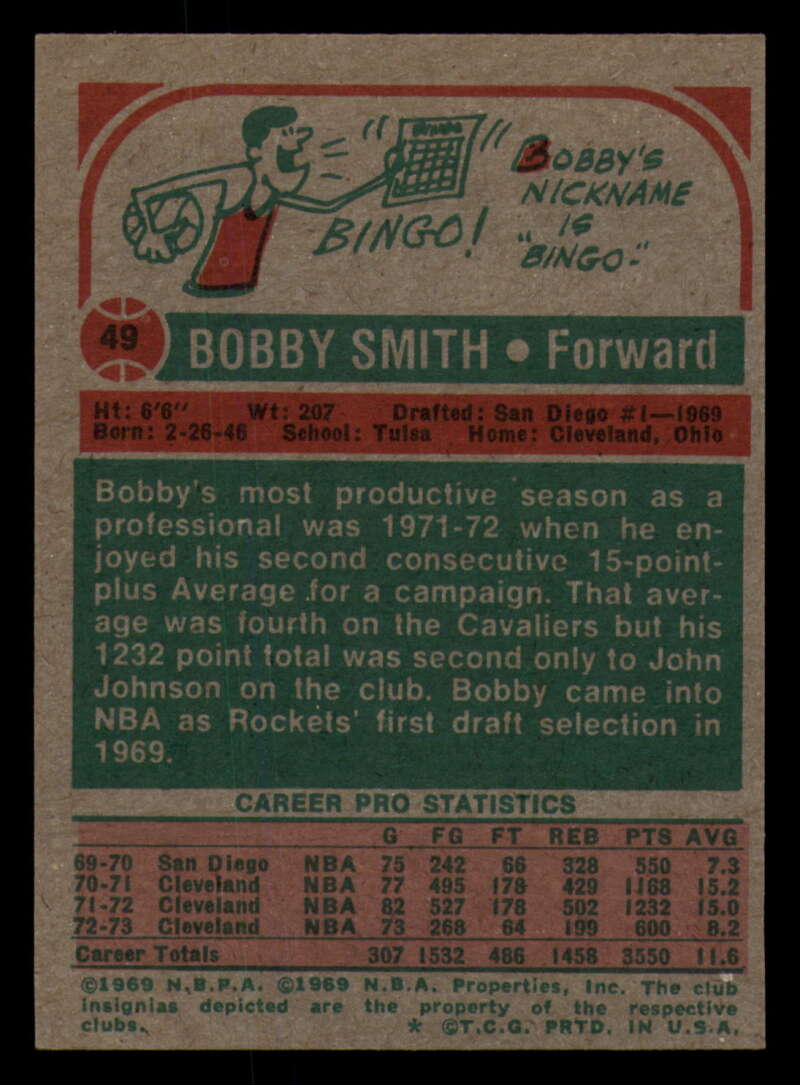 BINGO
"BINGO!"
BOBBY'S
NICKNAME
IS
"BINGO."
49
BOBBY SMITH • Forward
Ht: 6'6" Wt: 207 Drafted: San Diego #1—1969
Born: 2-26-46 School: Tulsa Home: Cleveland, Ohio
Bobby's most productive season as a
professional was 1971-72 when he en-
joyed his second consecutive 15-point-
plus Average for a campaign. That aver-
age was fourth on the Cavaliers but his
1232 point total was second only to John
Johnson on the club. Bobby came into
NBA as Rockets' first draft selection in
1969.
CAREER PRO STATISTICS
G FG FT REB PTS AVG
69-70 San Diego NBA 75 242 66 328 550 7.3
70-71 Cleveland NBA 77 495 178 429 1168 15.2
71-72 Cleveland NBA 82 527 178 502 1232 15.0
72-73 Cleveland NBA 73 268 64 199 600 8.2
Career Totals 307 1532 486 1458 3550 11.6
©1969 N.B.P.A. ©1969 N.B.A. Properties, Inc. The club
insignias depicted are the property of the respective
clubs. * ©T.C.G. PRTD. IN U.S.A.